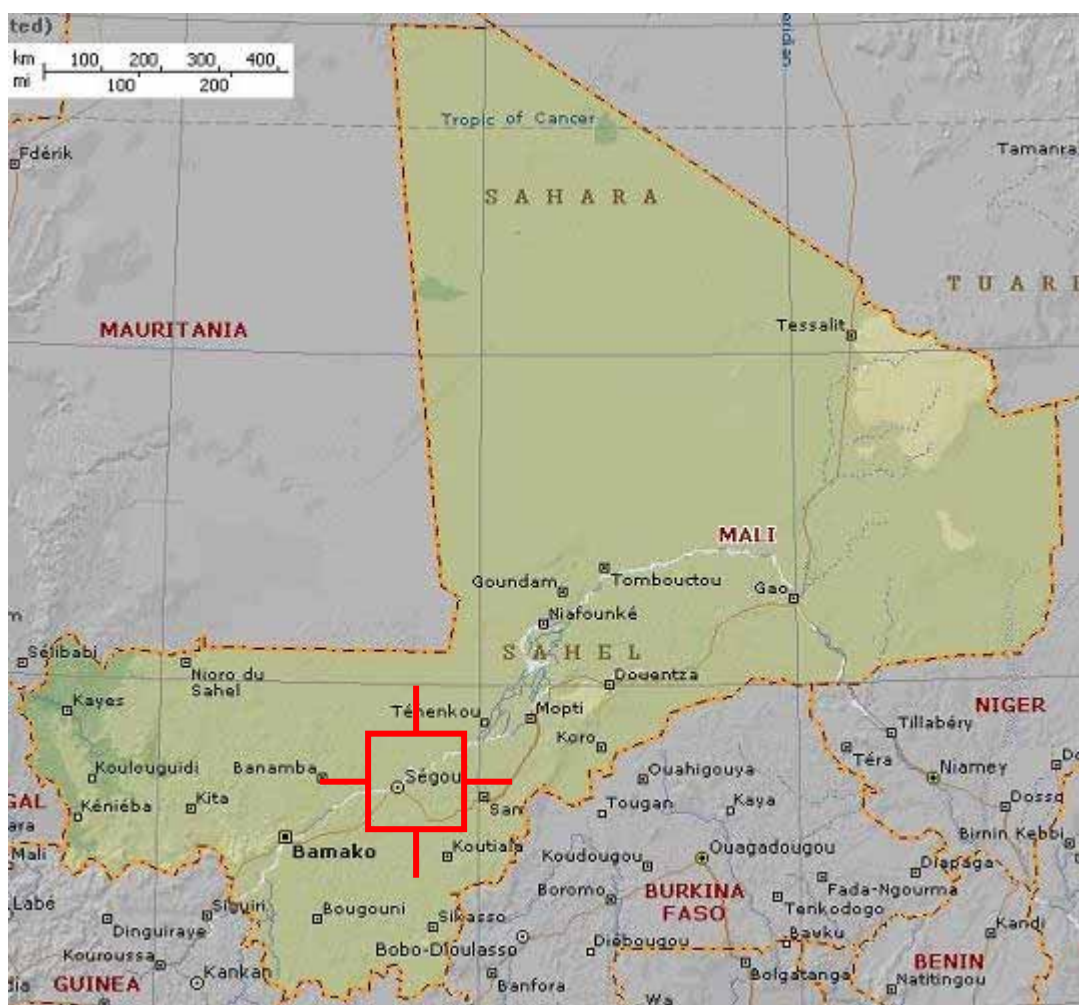 ted)
km 100 200 300 400
mi 100 200
ridian
Tropic of Cancer
Fdérik
Tamanra
SAHARA
TUARE
MAURITANIA
Tessalit
MALI
Goundam
Tombouctou
Gao
Niafounké
SAHEL
Sélibabi
Nioro du
Sahel
Douentza
Kayes
Ténenkou
Mopti
NIGER
Tillabéry
Koro
Koulouguidi
Banamba
Ségou
Ouahigouya
Téra
Niamey
GAL
Kéniéba
Kita
San
Tougan
Kaya
Dosso
ara
Birnin Kebbi
Mali
Bamako
Koutiala
Koudougou
Ouagadougou
Diapaga
Boromo
BURKINA
FASO
Fada-Ngourma
Tenkodogo
Labé
Siguiri
Bougouni
Sikasso
Kandi
Dinguiraye
Bobo-Dioulasso
Diébougou
Bawku
Kouroussa
Kankan
BENIN
GUINEA
Banfora
Bolgatanga
Natitingou
Wa